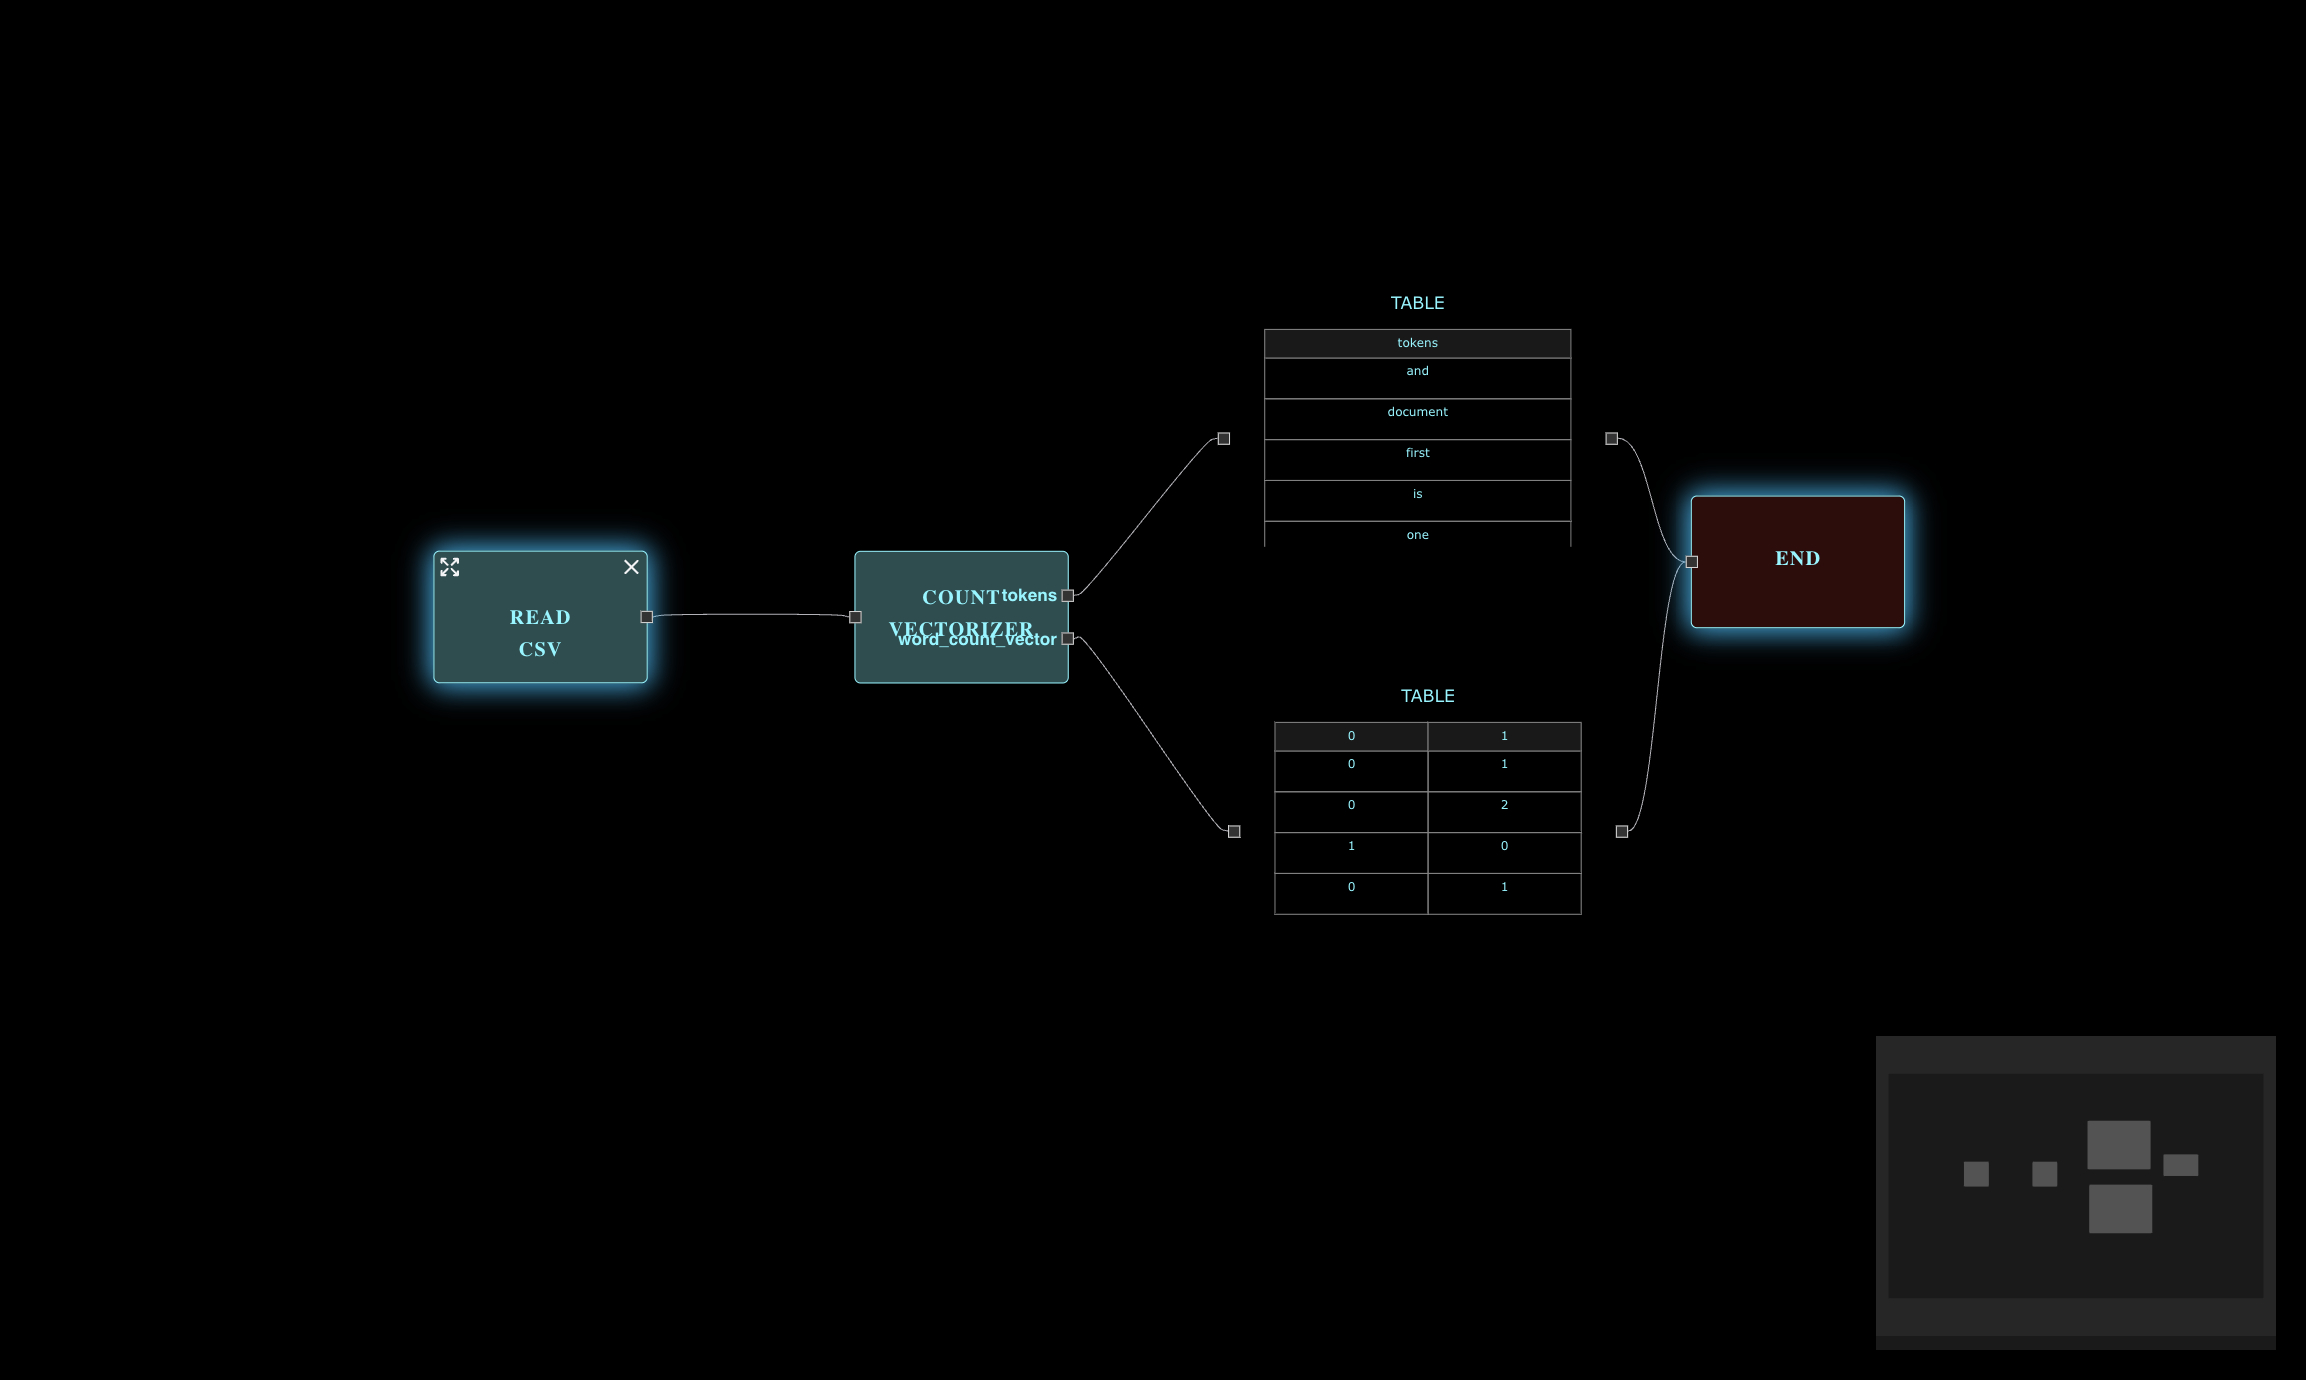 READ
CSV
COUNT
VECTORIZER
tokens
word_count_vector
TABLE
tokens
and
document
first
is
one
TABLE
0 1
0 1
0 2
1 0
0 1
END